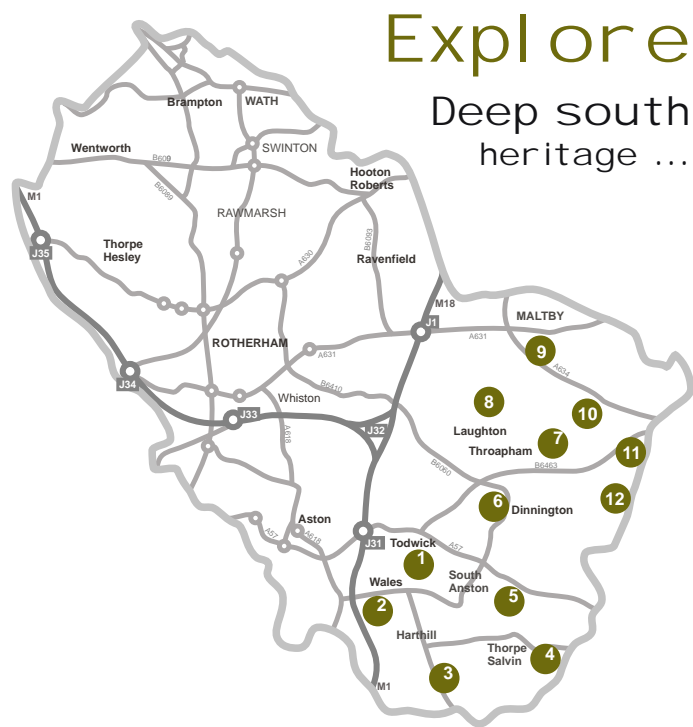 Explore
Deep south
heritage ...
Brampton
WATH
Wentworth
B609
SWINTON
Hooton
Roberts
M1
B6089
RAWMARSH
J35
Thorpe
Hesley
A630
B6093
Ravenfield
M18
MALTBY
J1
A631
ROTHERHAM
A631
9
A634
J34
B6410
Whiston
8
10
J33
A618
J32
Laughton
Throapham
7
11
B6060
B6463
12
6
Dinnington
Aston
A57
A618
J31
Todwick
A57
1
South
Anston
Wales
2
5
Harthill
Thorpe
Salvin
4
3
M1